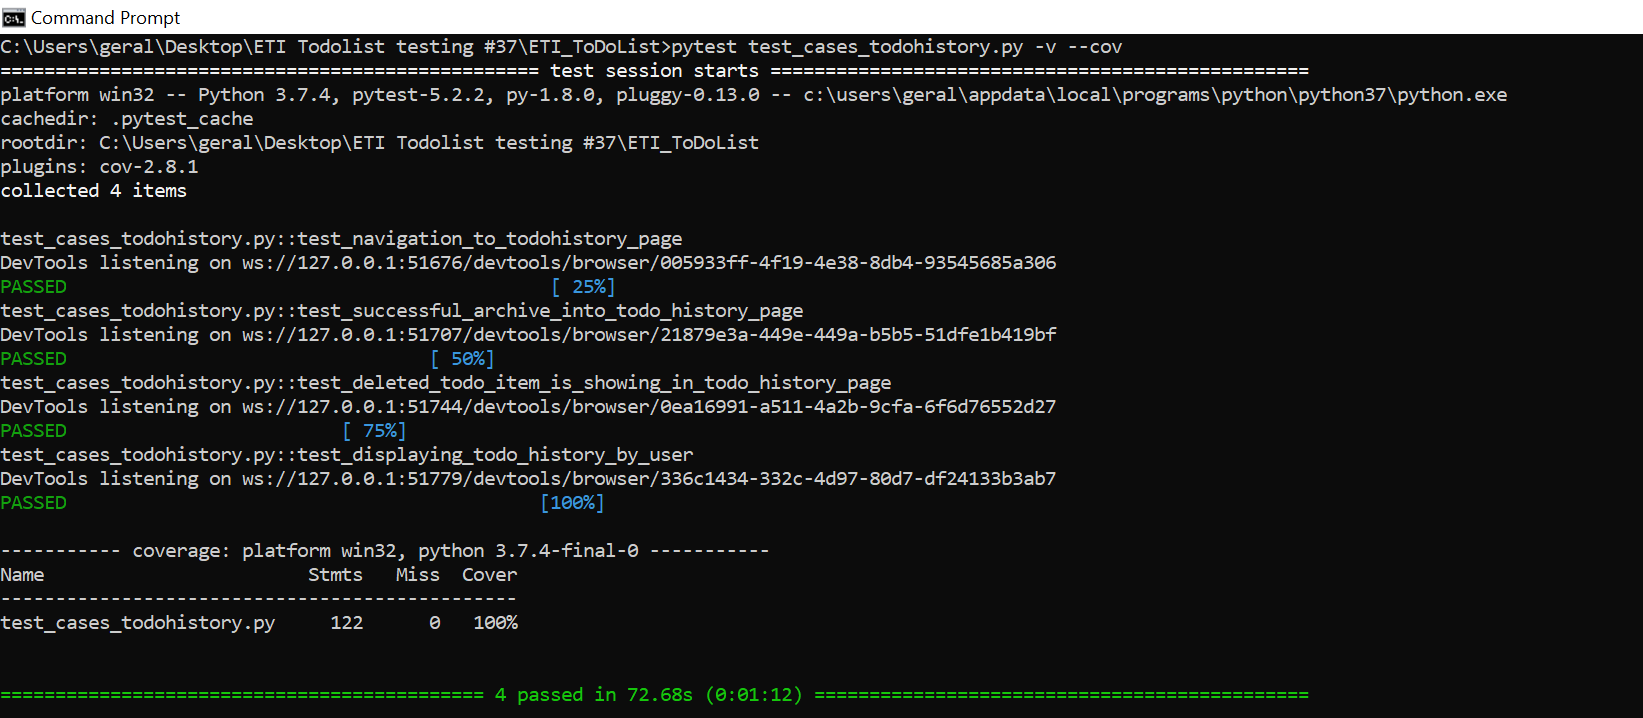 Command Prompt
C:\Users\geral\Desktop\ETI Todolist testing #37\ETI_ToDoList>pytest test_cases_todohistory.py -v --cov
================================================= test session starts =================================================
platform win32 -- Python 3.7.4, pytest-5.2.2, py-1.8.0, pluggy-0.13.0 -- c:\users\geral\appdata\local\programs\python\python37\python.exe
cachedir: .pytest_cache
rootdir: C:\Users\geral\Desktop\ETI Todolist testing #37\ETI_ToDoList
plugins: cov-2.8.1
collected 4 items
test_cases_todohistory.py::test_navigation_to_todohistory_page
DevTools listening on ws://127.0.0.1:51676/devtools/browser/005933ff-4f19-4e38-8db4-93545685a306
PASSED [ 25%]
test_cases_todohistory.py::test_successful_archive_into_todo_history_page
DevTools listening on ws://127.0.0.1:51707/devtools/browser/21879e3a-449e-449a-b5b5-51dfe1b419bf
PASSED [ 50%]
test_cases_todohistory.py::test_deleted_todo_item_is_showing_in_todo_history_page
DevTools listening on ws://127.0.0.1:51744/devtools/browser/0ea16991-a511-4a2b-9cfa-6f6d76552d27
PASSED [ 75%]
test_cases_todohistory.py::test_displaying_todo_history_by_user
DevTools listening on ws://127.0.0.1:51779/devtools/browser/336c1434-332c-4d97-80d7-df24133b3ab7
PASSED [100%]
----------- coverage: platform win32, python 3.7.4-final-0 -----------
Name Stmts Miss Cover
-----------------------------------------------
test_cases_todohistory.py 122 0 100%
============================================ 4 passed in 72.68s (0:01:12) =============================================